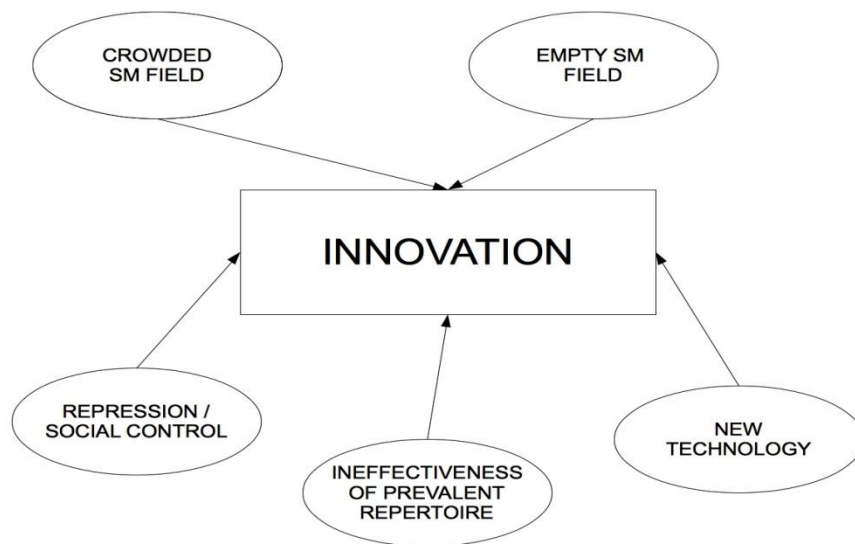 CROWDED
SM FIELD
EMPTY SM
FIELD
INNOVATION
REPRESSION /
SOCIAL CONTROL
INEFFECTIVENESS
OF PREVALENT
REPERTOIRE
NEW
TECHNOLOGY